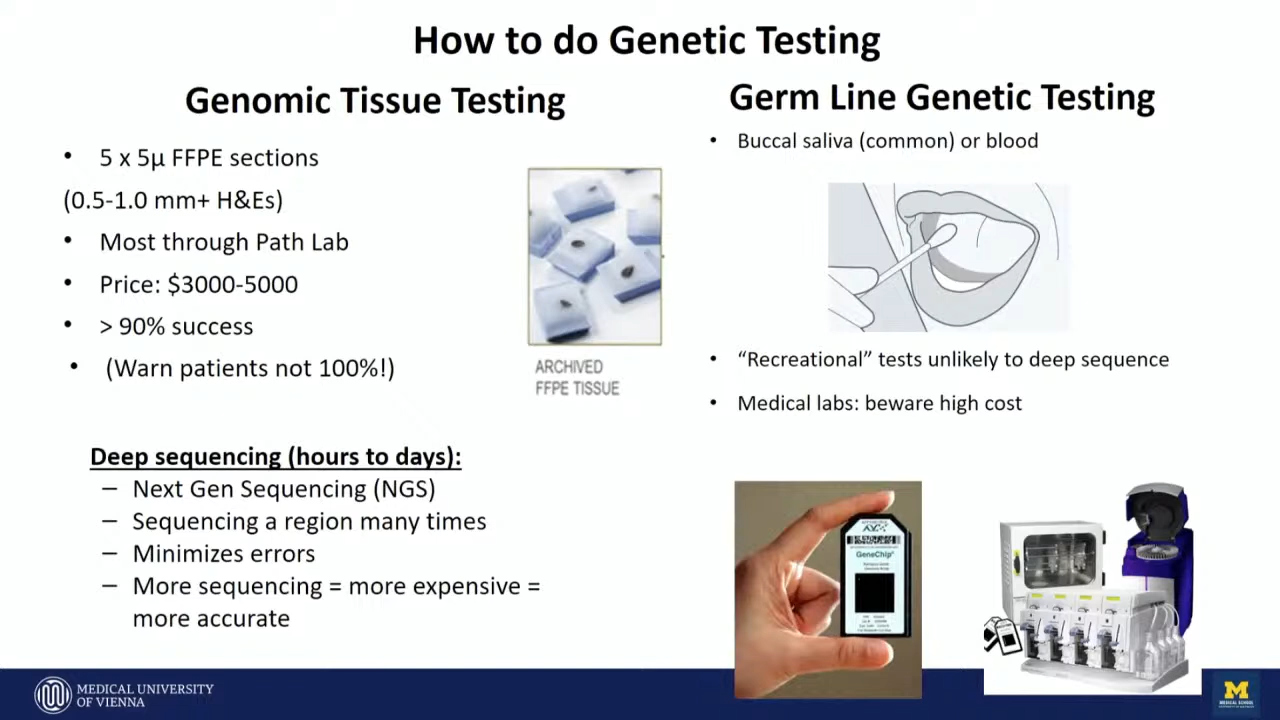 How to do Genetic Testing
Genomic Tissue Testing
• 5 x 5µ FFPE sections
(0.5-1.0 mm+ H&Es)
• Most through Path Lab
• Price: $3000-5000
• > 90% success
• (Warn patients not 100%!)
ARCHIVED
FFPE TISSUE
Deep sequencing (hours to days):
– Next Gen Sequencing (NGS)
– Sequencing a region many times
– Minimizes errors
– More sequencing = more expensive =
more accurate
Germ Line Genetic Testing
• Buccal saliva (common) or blood
• “Recreational” tests unlikely to deep sequence
• Medical labs: beware high cost
GeneChip®
MEDICAL UNIVERSITY
OF VIENNA
M
MEDICAL SCHOOL